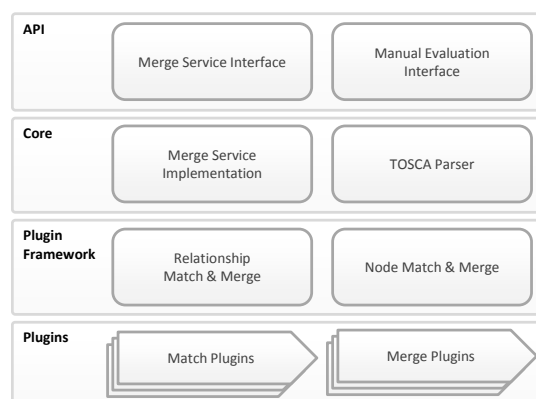 API
Merge Service Interface
Manual Evaluation
Interface
Core
Merge Service
Implementation
TOSCA Parser
Plugin
Framework
Relationship
Match & Merge
Node Match & Merge
Plugins
Match Plugins
Merge Plugins